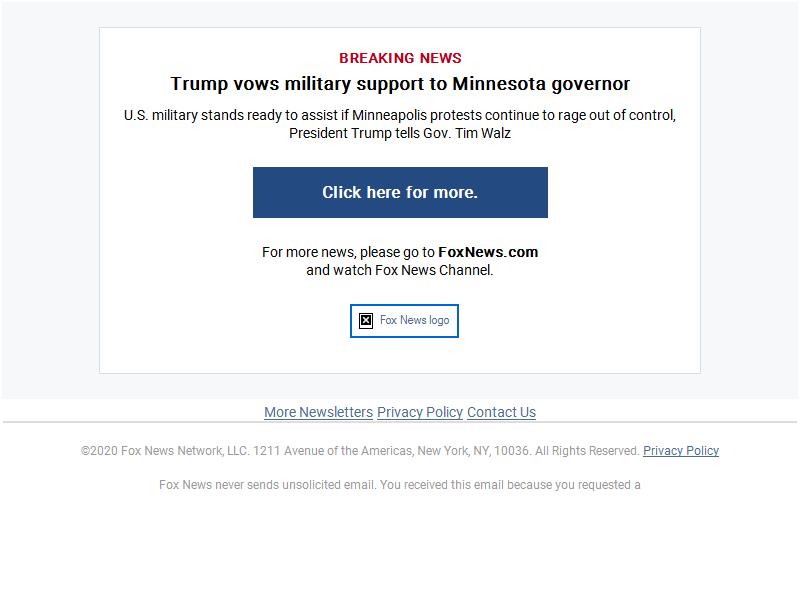 BREAKING NEWS
Trump vows military support to Minnesota governor
U.S. military stands ready to assist if Minneapolis protests continue to rage out of control,
President Trump tells Gov. Tim Walz
Click here for more.
For more news, please go to FoxNews.com
and watch Fox News Channel.
Fox News logo
More Newsletters Privacy Policy Contact Us
©2020 Fox News Network, LLC. 1211 Avenue of the Americas, New York, NY, 10036. All Rights Reserved. Privacy Policy
Fox News never sends unsolicited email. You received this email because you requested a